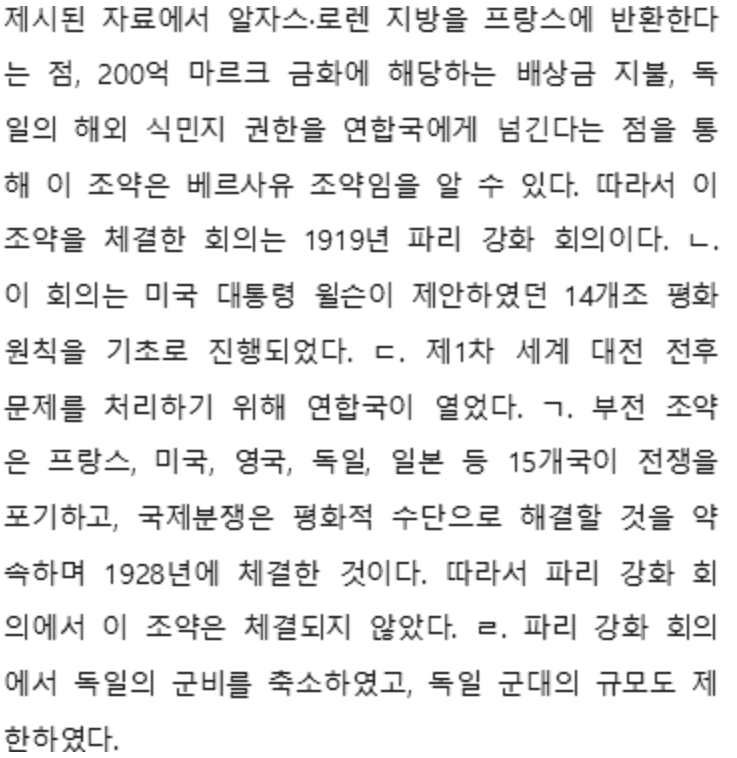 제시된 자료에서 알자스·로렌 지방을 프랑스에 반환한다
는 점, 200억 마르크 금화에 해당하는 배상금 지불, 독
일의 해외 식민지 권한을 연합국에게 넘긴다는 점을 통
해 이 조약은 베르사유 조약임을 알 수 있다. 따라서 이
조약을 체결한 회의는 1919년 파리 강화 회의이다. ㄴ.
이 회의는 미국 대통령 윌슨이 제안하였던 14개조 평화
원칙을 기초로 진행되었다. ㄷ. 제1차 세계 대전 전후
문제를 처리하기 위해 연합국이 열었다. ㄱ. 부전 조약
은 프랑스, 미국, 영국, 독일, 일본 등 15개국이 전쟁을
포기하고, 국제분쟁은 평화적 수단으로 해결할 것을 약
속하며 1928년에 체결한 것이다. 따라서 파리 강화 회
의에서 이 조약은 체결되지 않았다. ㄹ. 파리 강화 회의
에서 독일의 군비를 축소하였고, 독일 군대의 규모도 제
한하였다.